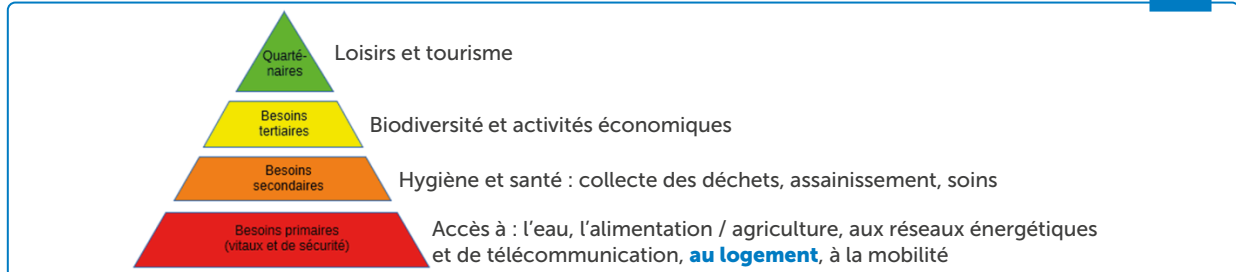 Quarté-
naires
Loisirs et tourisme
Besoins
tertiaires
Biodiversité et activités économiques
Besoins
secondaires
Hygiène et santé : collecte des déchets, assainissement, soins
Besoins primaires
(vitaux et de sécurité)
Accès à : l’eau, l’alimentation / agriculture, aux réseaux énergétiques
et de télécommunication, au logement, à la mobilité